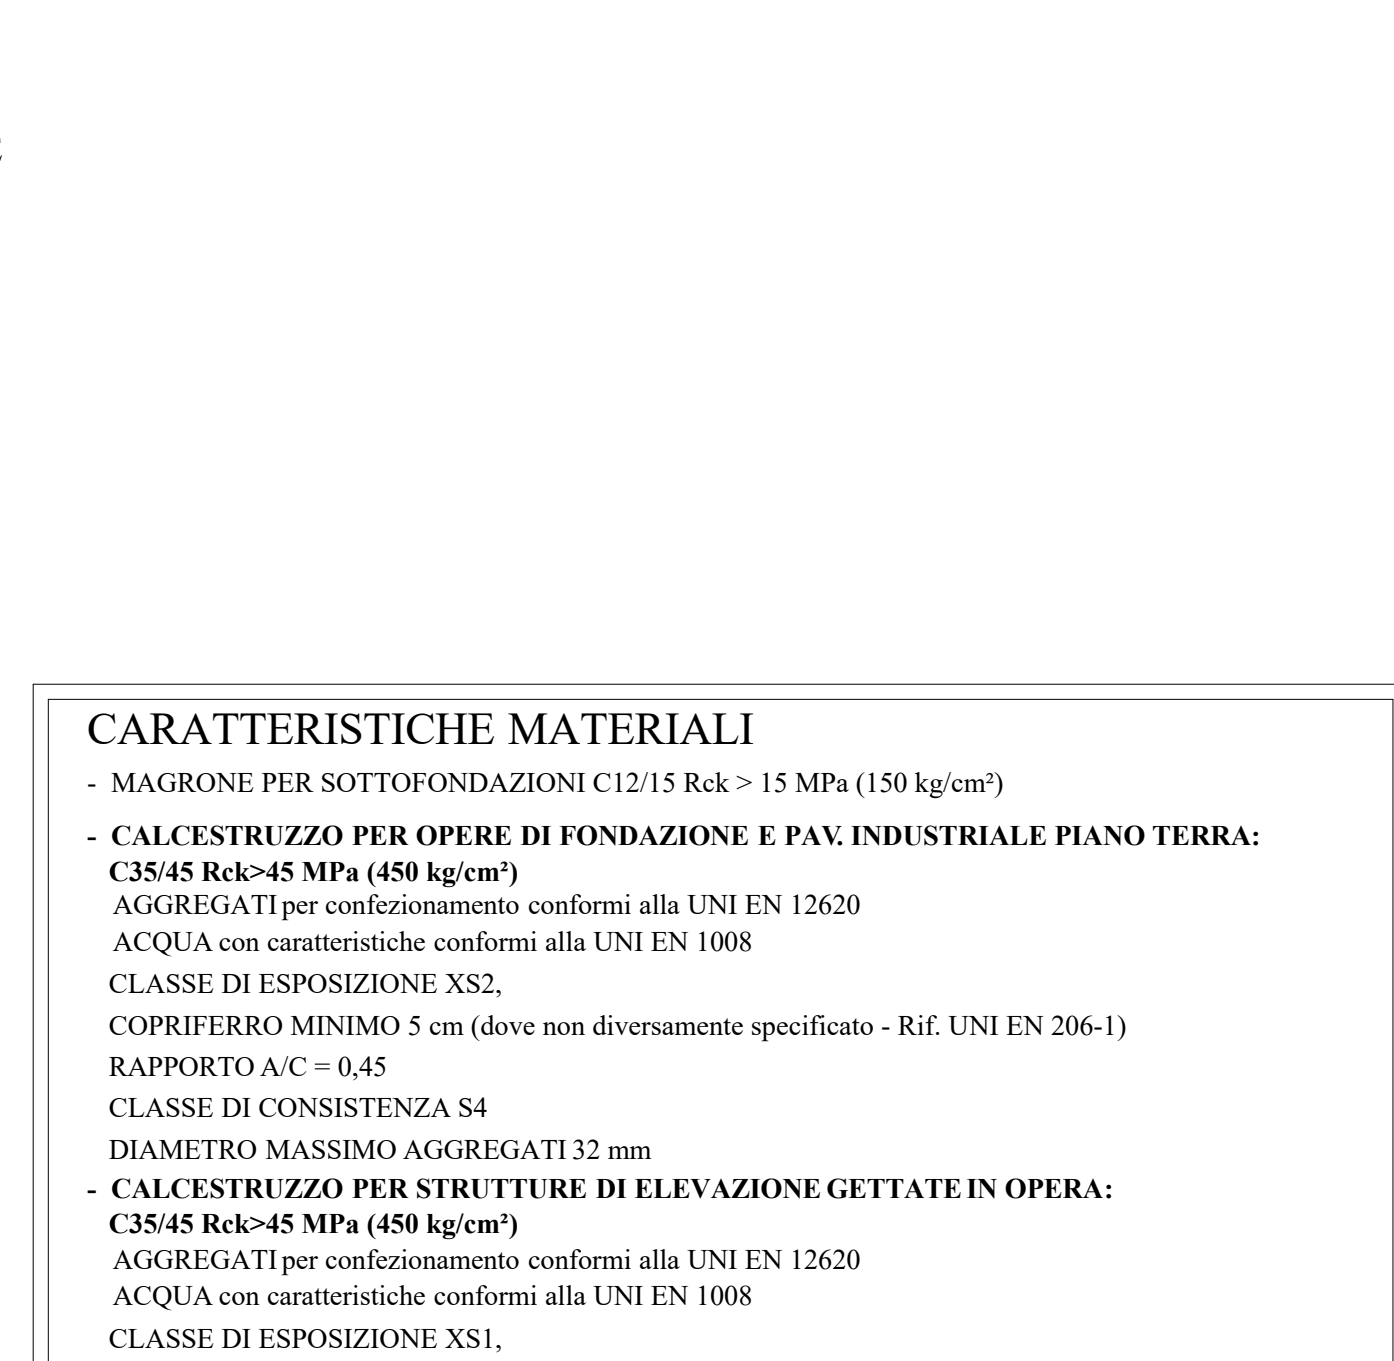 CARATTERISTICHE MATERIALI
- MAGRONE PER SOTTOFONDAZIONI C12/15 Rck > 15 MPa (150 kg/cm²)
- CALCESTRUZZO PER OPERE DI FONDAZIONE E PAV. INDUSTRIALE PIANO TERRA:
C35/45 Rck>45 MPa (450 kg/cm²)
AGGREGATI per confezionamento conformi alla UNI EN 12620
ACQUA con caratteristiche conformi alla UNI EN 1008
CLASSE DI ESPOSIZIONE XS2,
COPRIFERRO MINIMO 5 cm (dove non diversamente specificato - Rif. UNI EN 206-1)
RAPPORTO A/C = 0,45
CLASSE DI CONSISTENZA S4
DIAMETRO MASSIMO AGGREGATI 32 mm
- CALCESTRUZZO PER STRUTTURE DI ELEVAZIONE GETTATE IN OPERA:
C35/45 Rck>45 MPa (450 kg/cm²)
AGGREGATI per confezionamento conformi alla UNI EN 12620
ACQUA con caratteristiche conformi alla UNI EN 1008
CLASSE DI ESPOSIZIONE XS1,